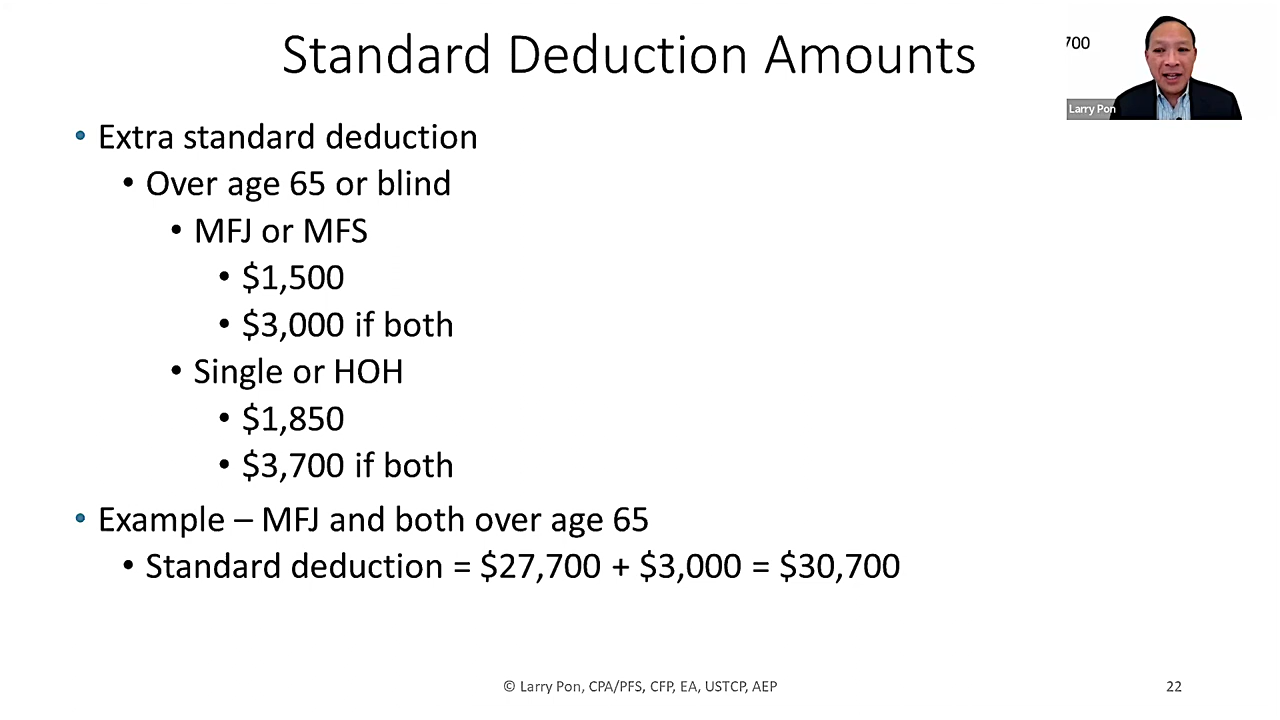 Standard Deduction Amounts
700
Larry Pon
• Extra standard deduction
• Over age 65 or blind
• MFJ or MFS
• $1,500
• $3,000 if both
• Single or HOH
• $1,850
• $3,700 if both
• Example – MFJ and both over age 65
• Standard deduction = $27,700 + $3,000 = $30,700
© Larry Pon, CPA/PFS, CFP, EA, USTCP, AEP
22